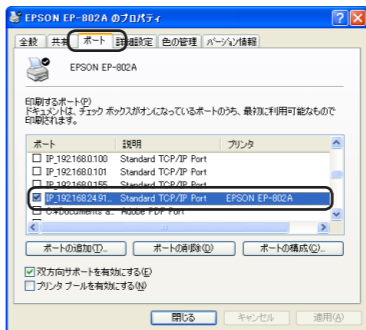 EPSON EP-802A のプロパティ
全般 共有 ポート 詳細設定 色の管理 バージョン情報
EPSON EP-802A
印刷するポート(P)
ドキュメントは、チェック ボックスがオンになっているポートのうち、最初に利用可能なもので
印刷されます。
ポート 説明 プリンタ
IP_192.168.0.100 Standard TCP/IP Port
IP_192.168.0.101 Standard TCP/IP Port
IP_192.168.0.155 Standard TCP/IP Port
IP_192.168.24.91... Standard TCP/IP Port EPSON EP-802A
C:¥Documents a... Adobe PDF Port
ポートの追加(T)... ポートの削除(D) ポートの構成(C)...
双方向サポートを有効にする(E)
プリンタ プールを有効にする(N)
閉じる キャンセル 適用(A)